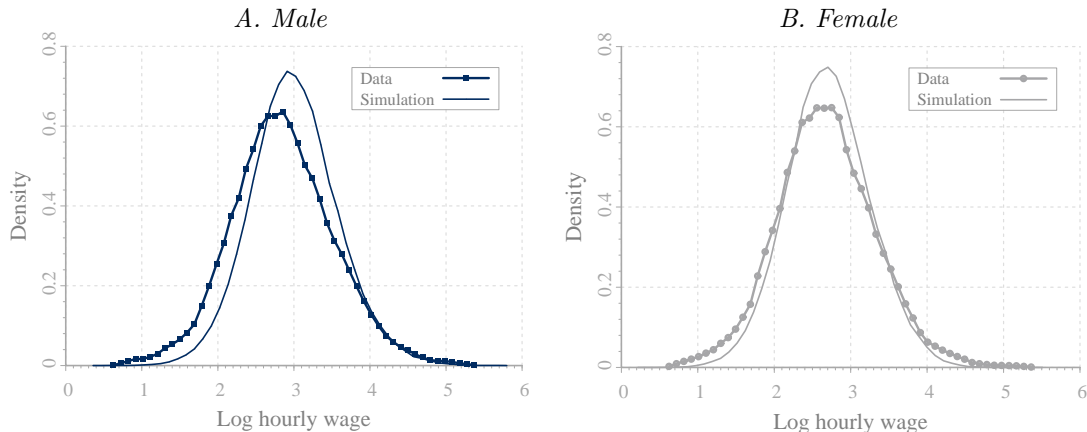 A. Male
Density
0.8
0.6
0.4
0.2
0
Data
Simulation
0 1 2 3 4 5 6
Log hourly wage
B. Female
Density
0.8
0.6
0.4
0.2
0
Data
Simulation
0 1 2 3 4 5 6
Log hourly wage